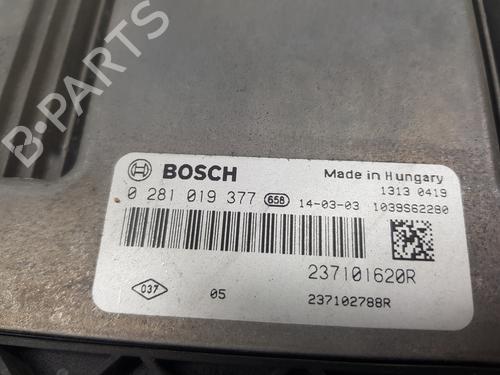 B-PARTS
BOSCH Made in Hungary
1313 0419
0 281 019 377 658 14-03-03 1039S62280
237101620R
037 05 237102788R